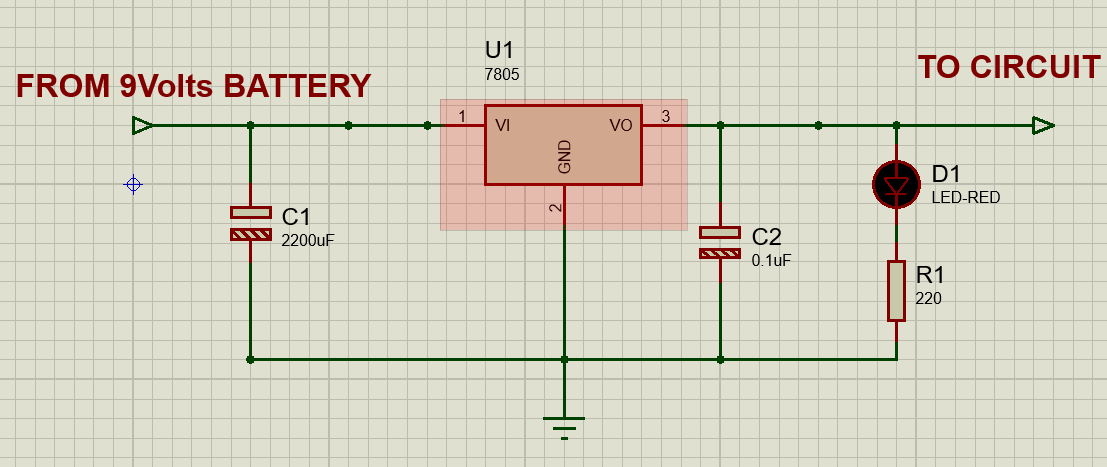 FROM 9Volts BATTERY
U1
7805
TO CIRCUIT
1
VI
VO
3
GND
2
C1
2200uF
C2
0.1uF
D1
LED-RED
R1
220